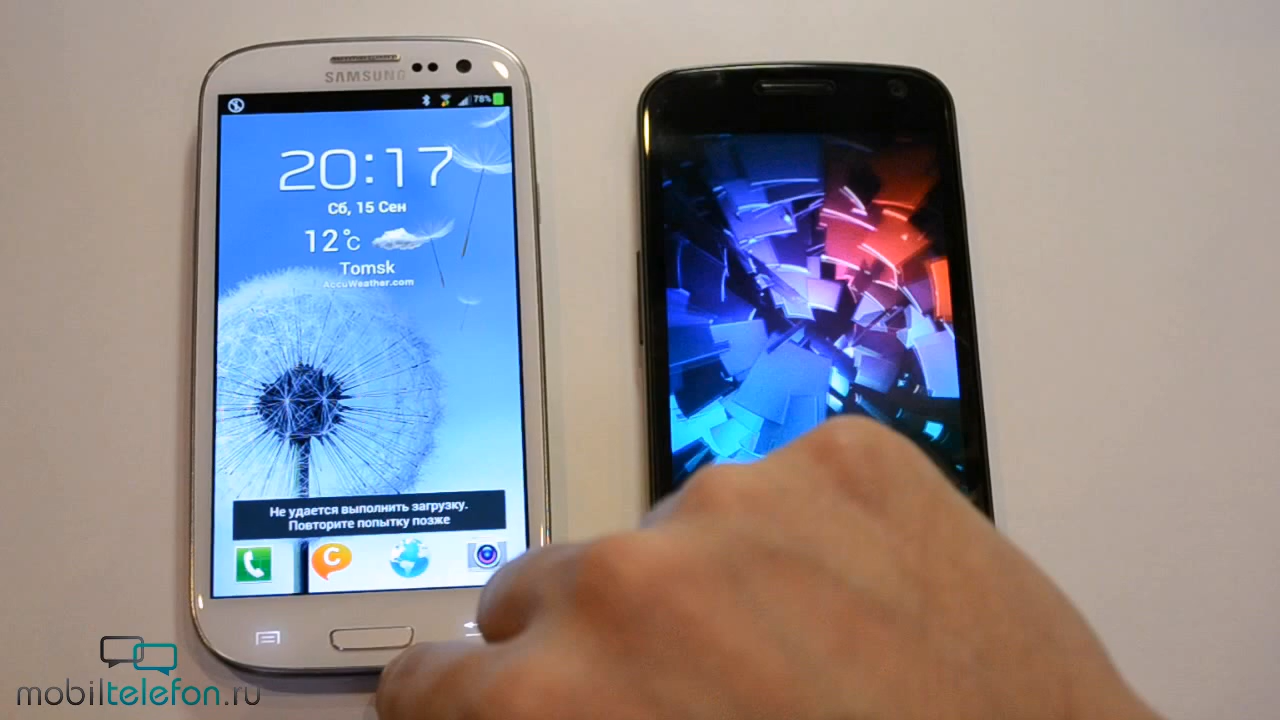 SAMSUNG
78%
20:17
Сб, 15 Сен
12°C
Tomsk
AccuWeather.com
Не удается выполнить загрузку.
Повторите попытку позже
C
mobiltelefon.ru